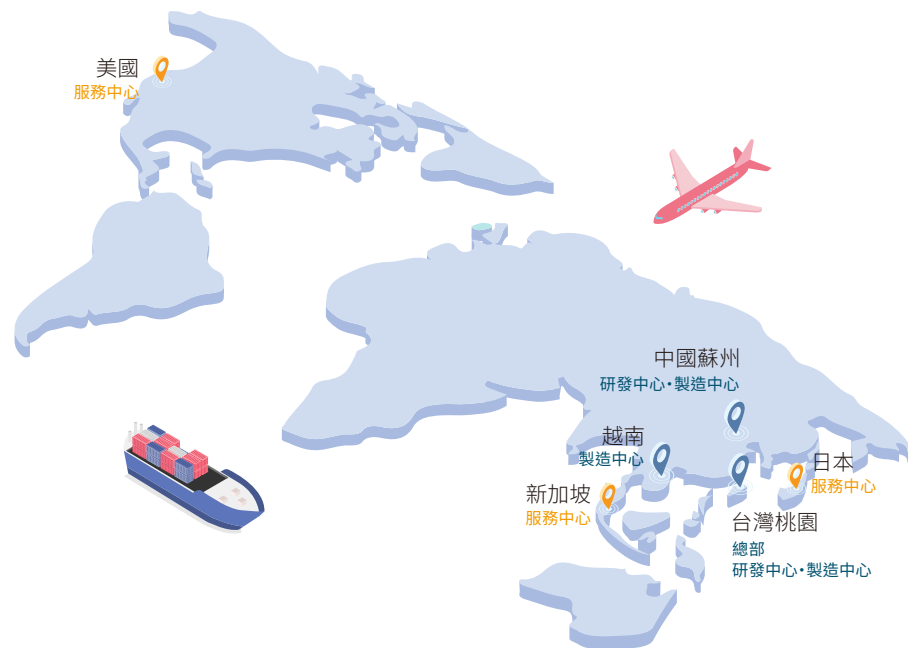 美國
服務中心
中國蘇州
研發中心•製造中心
越南
製造中心
日本
服務中心
新加坡
服務中心
台灣桃園
總部
研發中心•製造中心